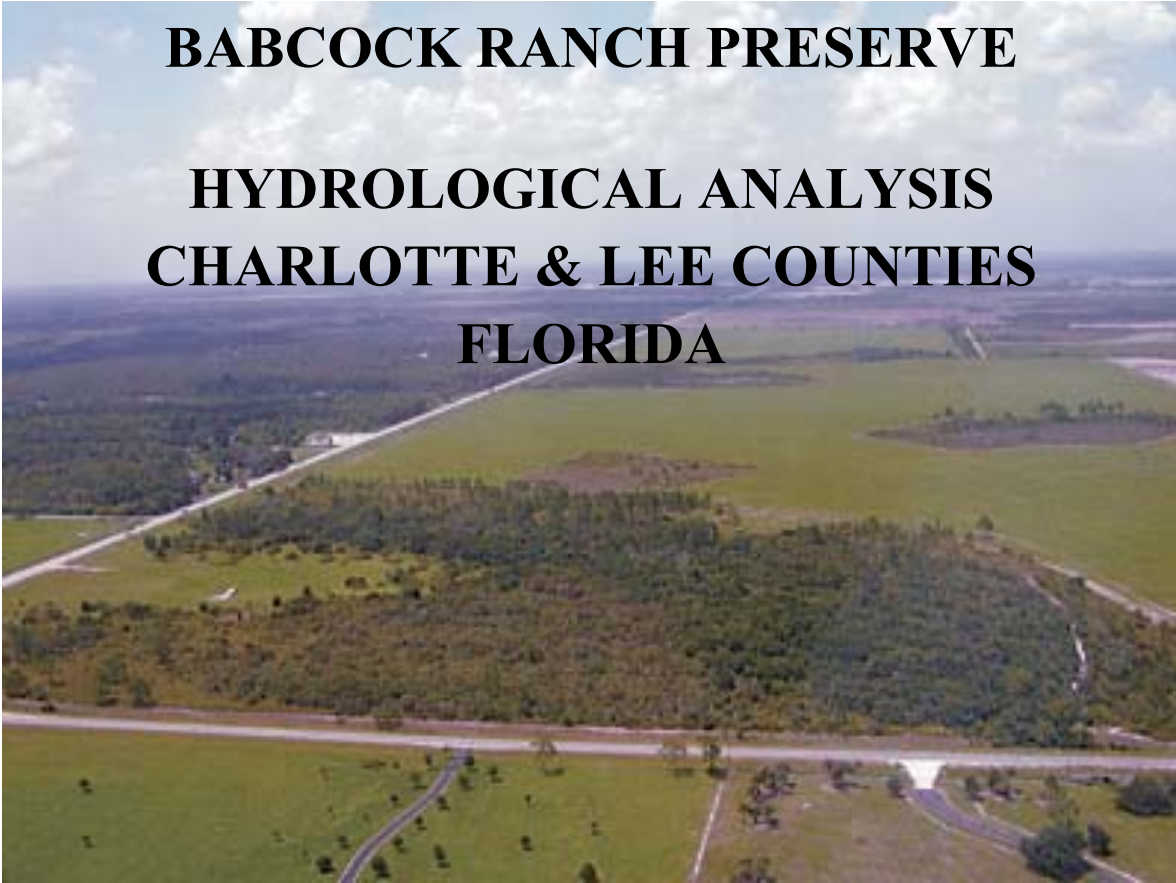 BABCOCK RANCH PRESERVE
HYDROLOGICAL ANALYSIS
CHARLOTTE & LEE COUNTIES
FLORIDA